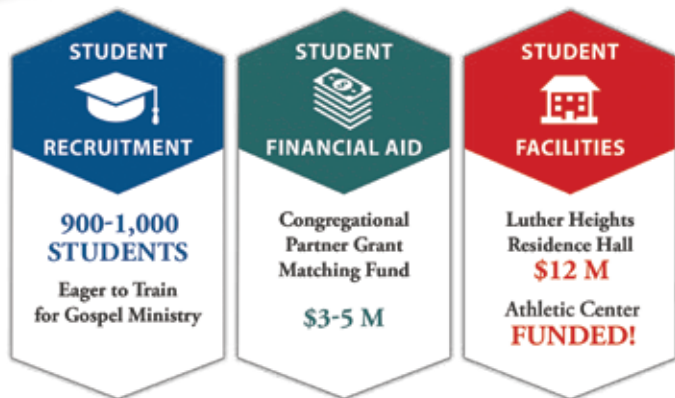 STUDENT
RECRUITMENT
900-1,000
STUDENTS
Eager to Train
for Gospel Ministry
STUDENT
FINANCIAL AID
Congregational
Partner Grant
Matching Fund
$3-5 M
STUDENT
FACILITIES
Luther Heights
Residence Hall
$12 M
Athletic Center
FUNDED!